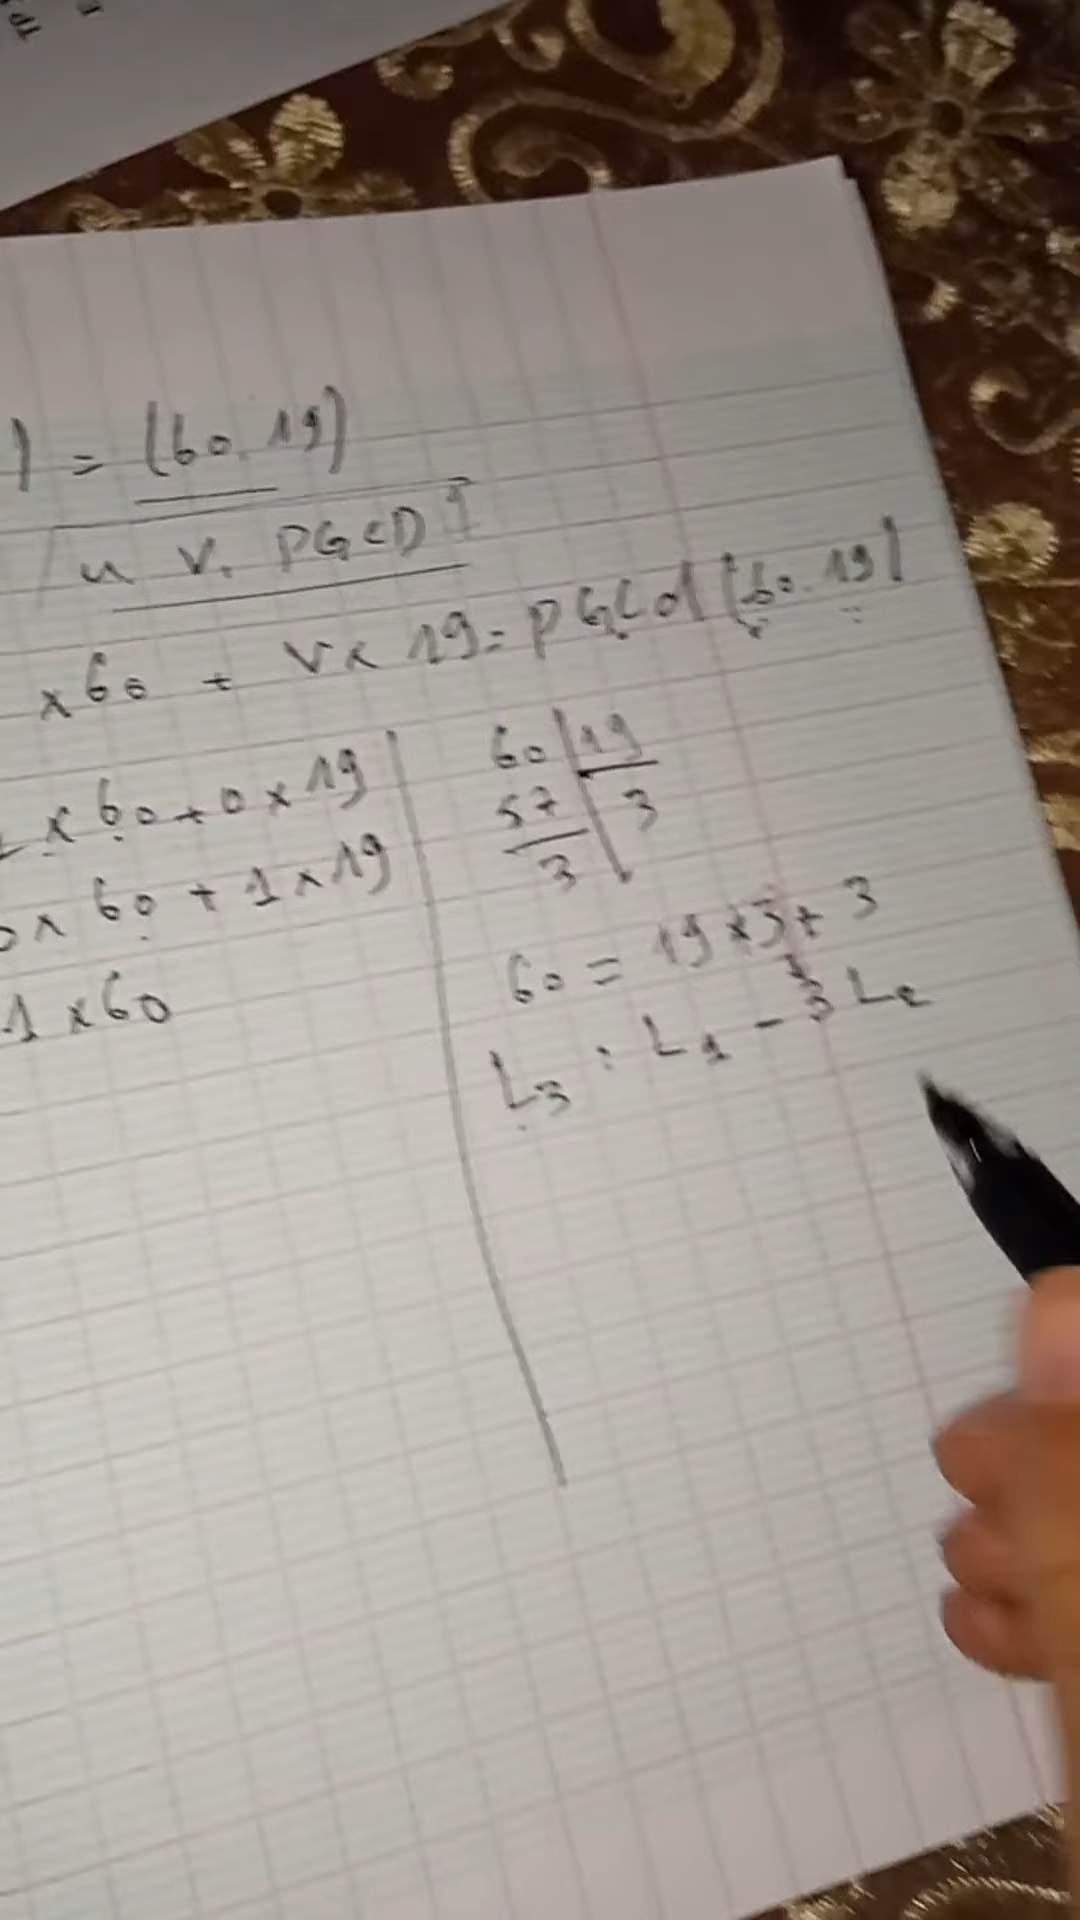 ) = (60, 19)
u v, PGCD ?
x 60 + V x 19 = PGCd (60, 19)
x 60 + 0 x 19
0 x 60 + 1 x 19
1 x 60
60 | 19
57 | 3
3
60 = 19 x 3 + 3
L3 : L1 - 3 L2